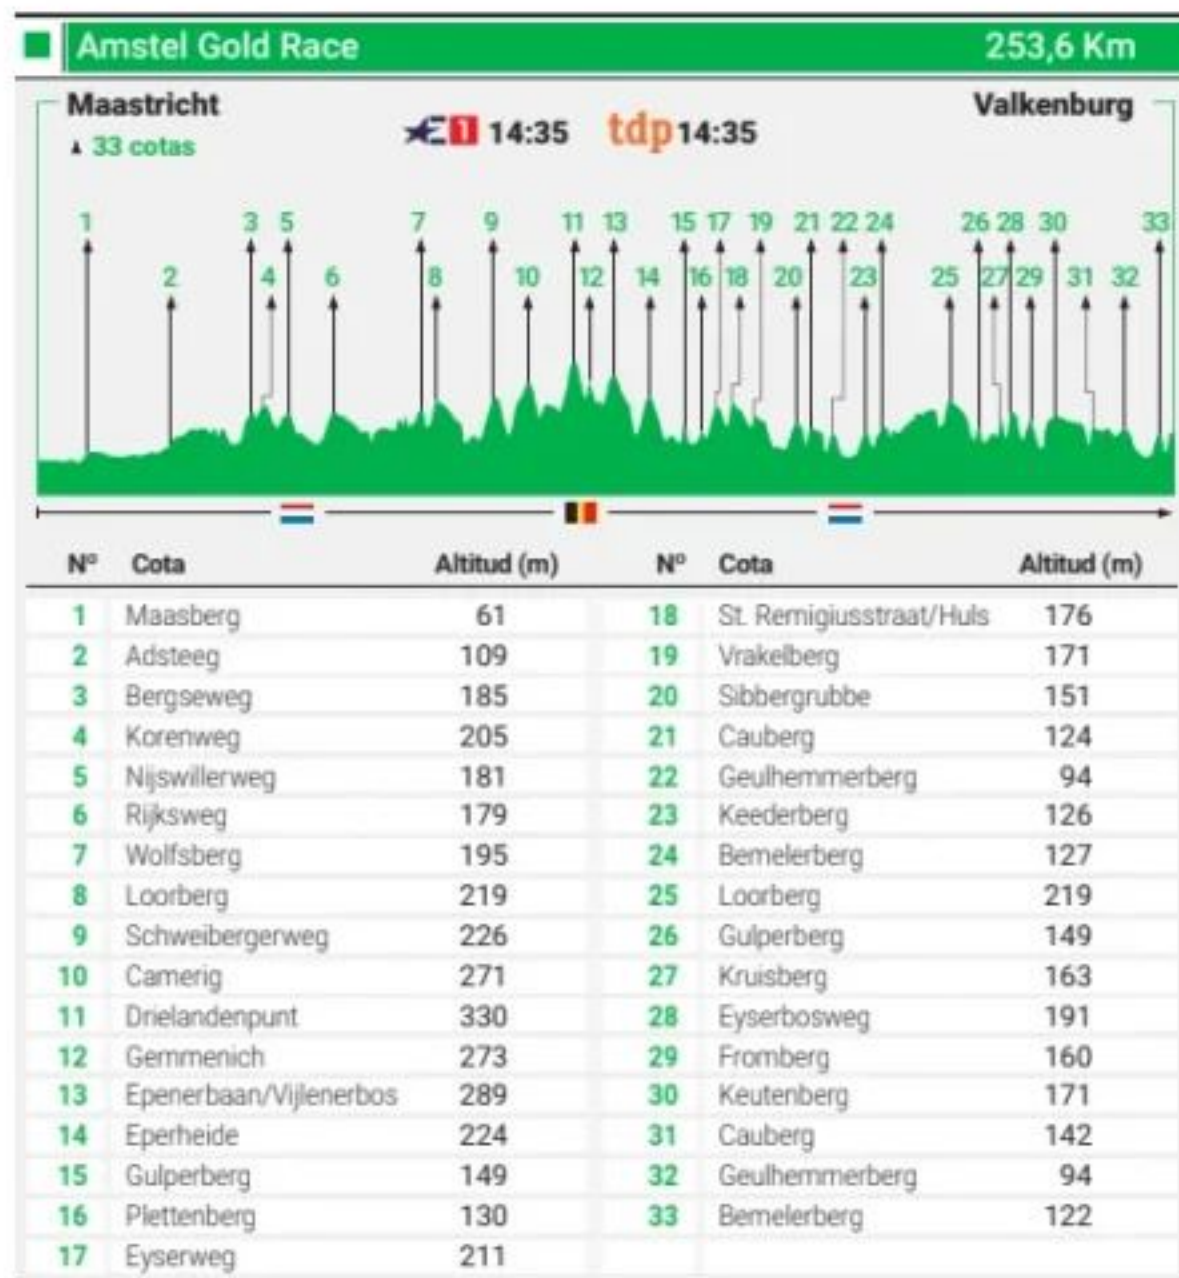 Amstel Gold Race 253,6 Km
Maastricht Valkenburg
33 cotas
E1 14:35 tdp 14:35
1 3 5 7 9 11 13 15 17 19 21 22 24 26 28 30 33
2 4 6 8 10 12 14 16 18 20 23 25 27 29 31 32
Nº Cota Altitud (m) Nº Cota Altitud (m)
1 Maasberg 61 18 St. Remigiusstraat/Huls 176
2 Adsteeg 109 19 Vrakelberg 171
3 Bergseweg 185 20 Sibbergrubbe 151
4 Korenweg 205 21 Cauberg 124
5 Nijswillerweg 181 22 Geulhemmerberg 94
6 Rijksweg 179 23 Keederberg 126
7 Wolfsberg 195 24 Bemelerberg 127
8 Loorberg 219 25 Loorberg 219
9 Schweibergerweg 226 26 Gulperberg 149
10 Camerig 271 27 Kruisberg 163
11 Drielandenpunt 330 28 Eyserbosweg 191
12 Gemmenich 273 29 Fromberg 160
13 Epenerbaan/Vijlenerbos 289 30 Keutenberg 171
14 Eperheide 224 31 Cauberg 142
15 Gulperberg 149 32 Geulhemmerberg 94
16 Plettenberg 130 33 Bemelerberg 122
17 Eyserweg 211